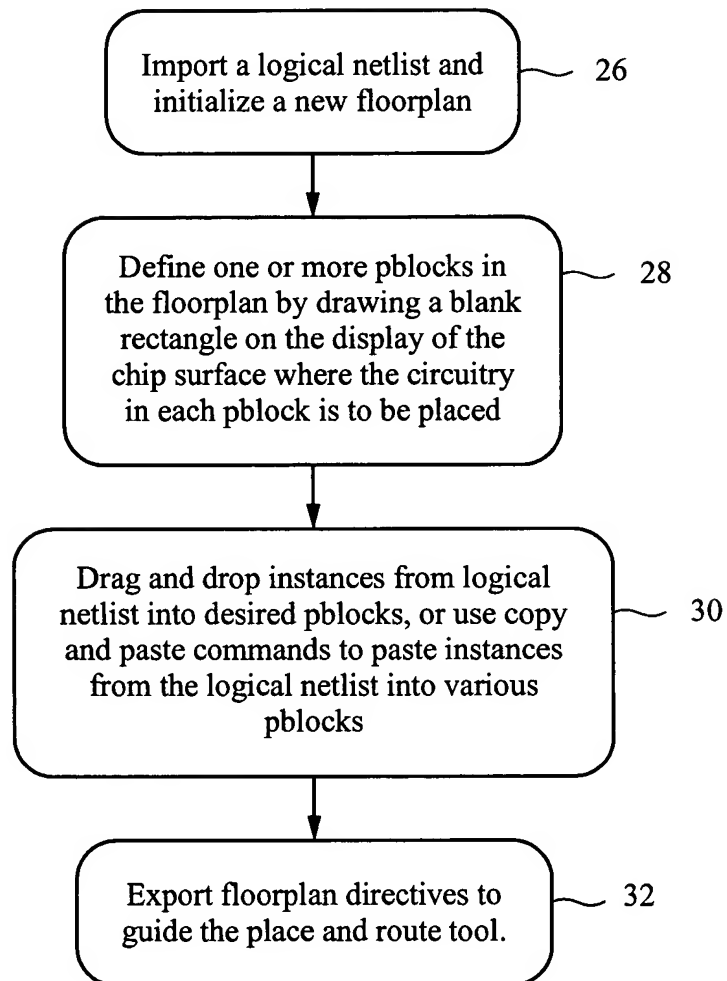 Import a logical netlist and
initialize a new floorplan
26
Define one or more pblocks in
the floorplan by drawing a blank
rectangle on the display of the
chip surface where the circuitry
in each pblock is to be placed
28
Drag and drop instances from logical
netlist into desired pblocks, or use copy
and paste commands to paste instances
from the logical netlist into various
pblocks
30
Export floorplan directives to
guide the place and route tool.
32